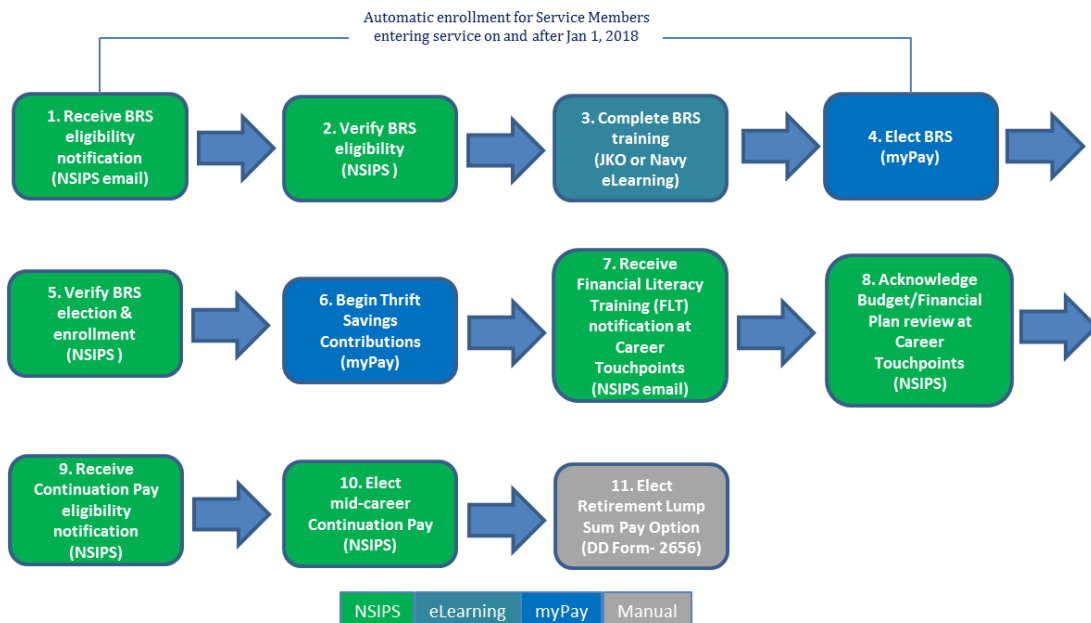 Automatic enrollment for Service Members
entering service on and after Jan 1, 2018
1. Receive BRS
eligibility
notification
(NSIPS email)
2. Verify BRS
eligibility
(NSIPS )
3. Complete BRS
training
(JKO or Navy
eLearning)
4. Elect BRS
(myPay)
5. Verify BRS
election &
enrollment
(NSIPS )
6. Begin Thrift
Savings
Contributions
(myPay)
7. Receive
Financial Literacy
Training (FLT)
notification at
Career
Touchpoints
(NSIPS email)
8. Acknowledge
Budget/Financial
Plan review at
Career
Touchpoints
(NSIPS)
9. Receive
Continuation Pay
eligibility
notification
(NSIPS)
10. Elect
mid-career
Continuation Pay
(NSIPS)
11. Elect
Retirement Lump
Sum Pay Option
(DD Form- 2656)
NSIPS eLearning myPay Manual